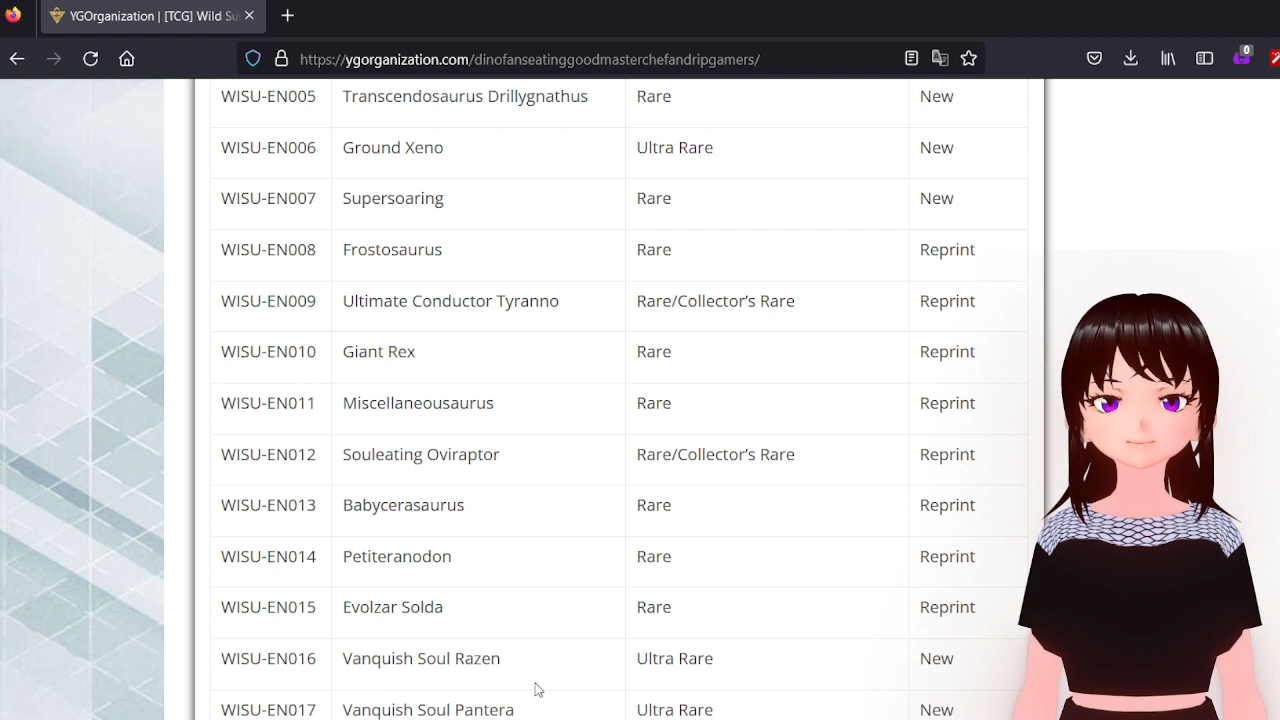 YGOrganization | [TCG] Wild Su
https://ygorganization.com/dinofanseatinggoodmasterchefandripgamers/
0
WISU-EN005 Transcendosaurus Drillygnathus Rare New
WISU-EN006 Ground Xeno Ultra Rare New
WISU-EN007 Supersoaring Rare New
WISU-EN008 Frostosaurus Rare Reprint
WISU-EN009 Ultimate Conductor Tyranno Rare/Collector’s Rare Reprint
WISU-EN010 Giant Rex Rare Reprint
WISU-EN011 Miscellaneousaurus Rare Reprint
WISU-EN012 Souleating Oviraptor Rare/Collector’s Rare Reprint
WISU-EN013 Babycerasaurus Rare Reprint
WISU-EN014 Petiteranodon Rare Reprint
WISU-EN015 Evolzar Solda Rare Reprint
WISU-EN016 Vanquish Soul Razen Ultra Rare New
WISU-EN017 Vanquish Soul Pantera Ultra Rare New